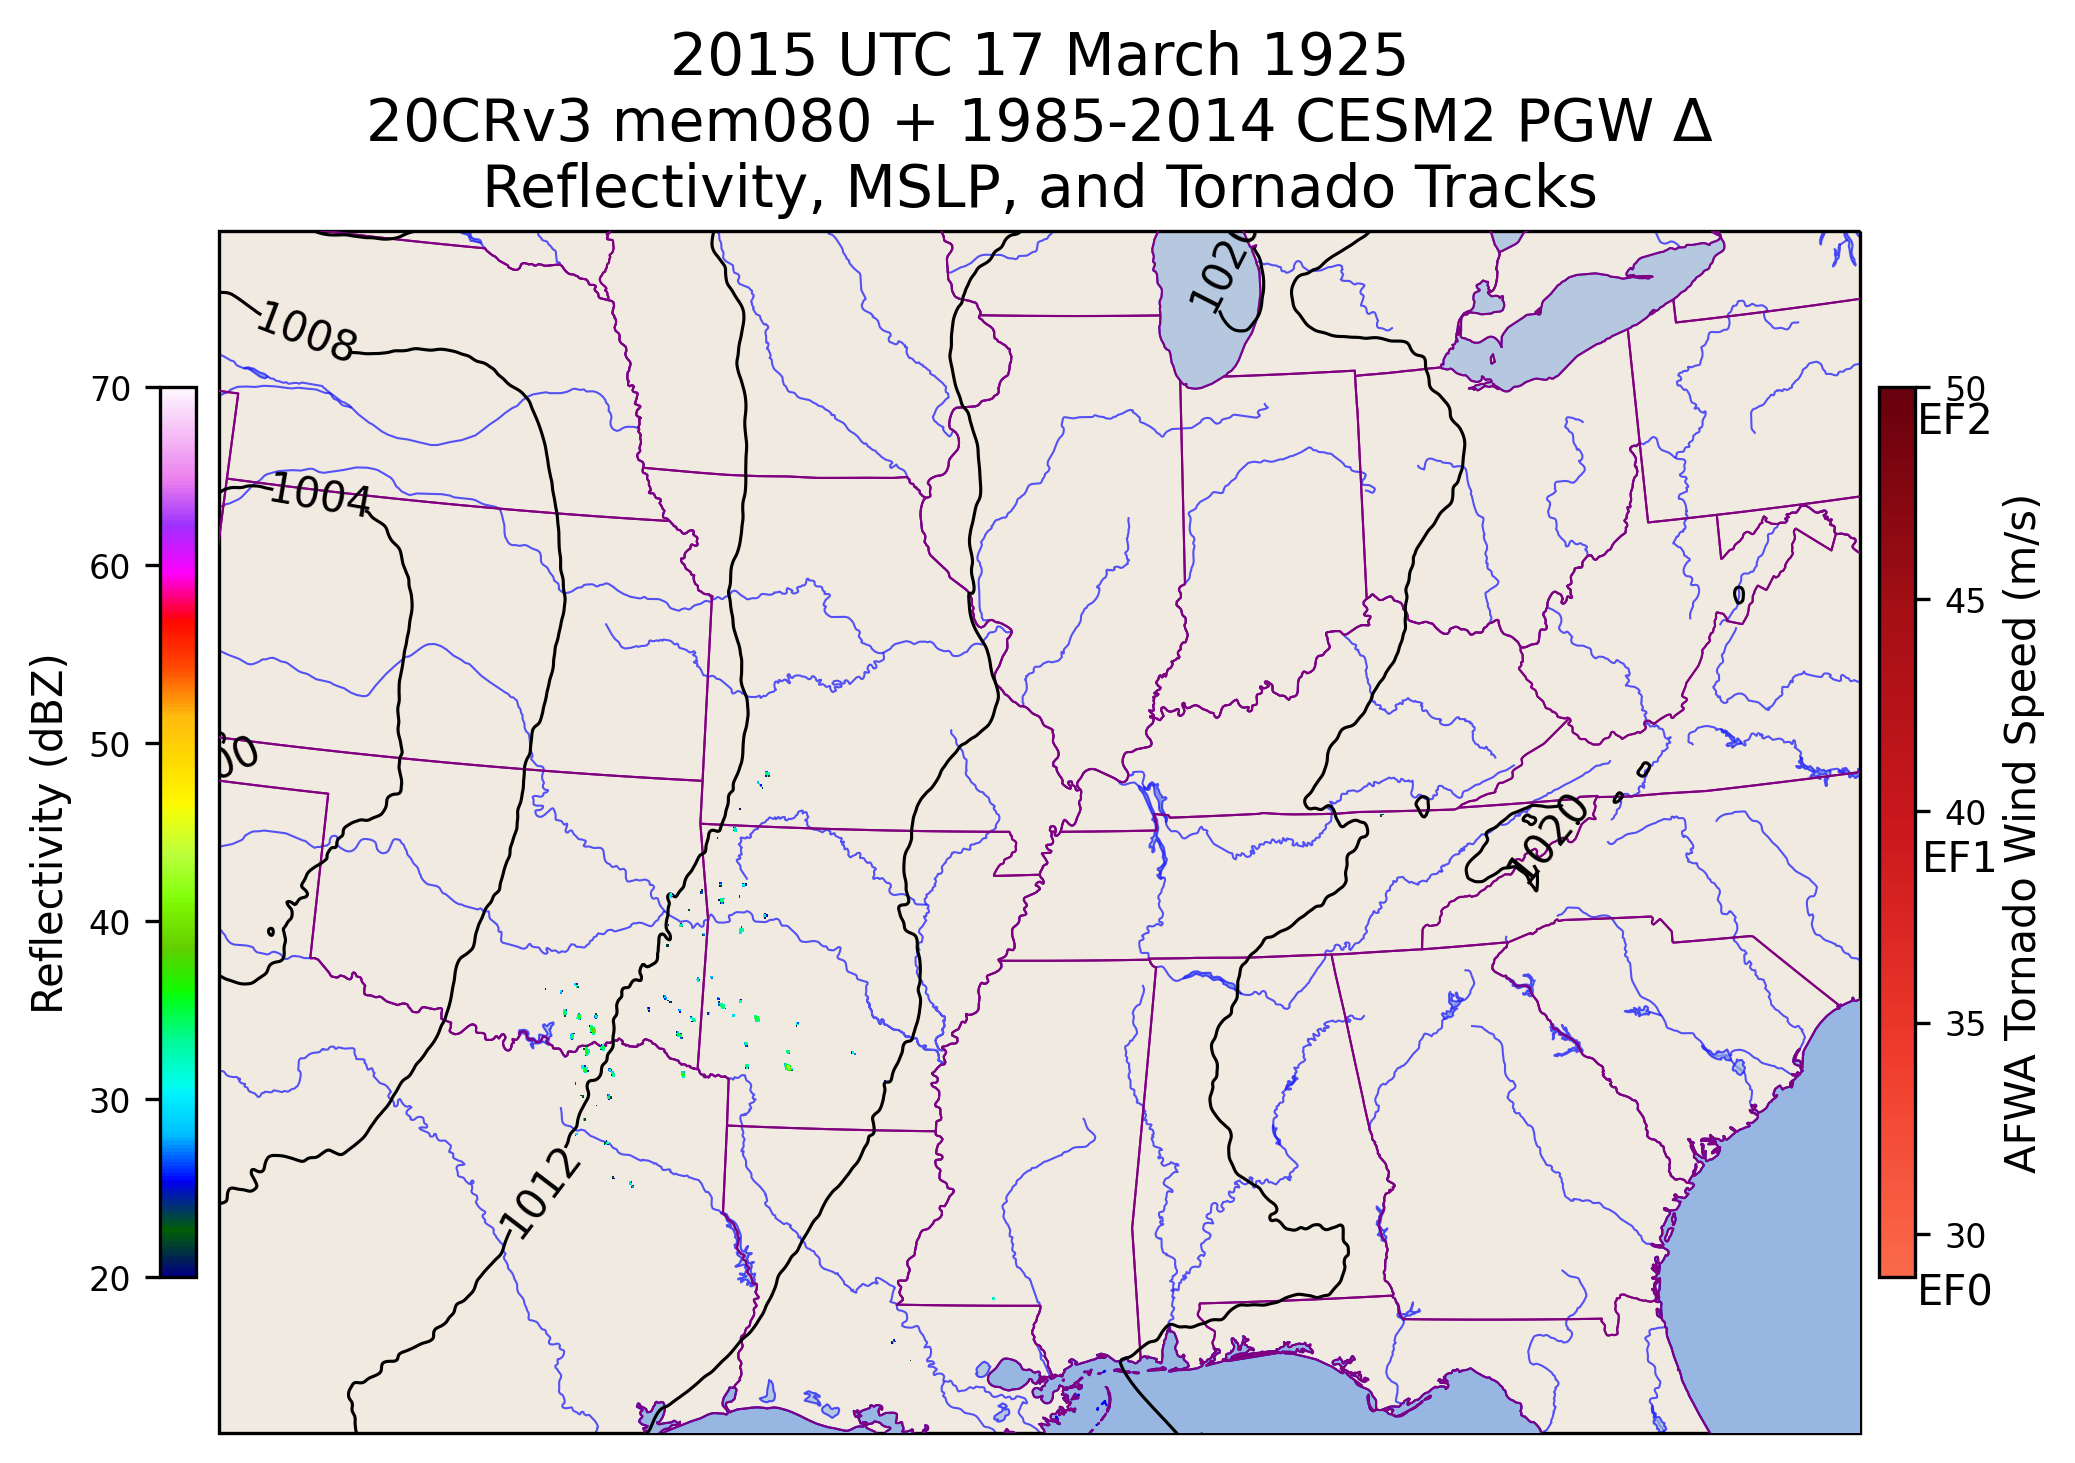 2015 UTC 17 March 1925
20CRv3 mem080 + 1985-2014 CESM2 PGW Δ
Reflectivity, MSLP, and Tornado Tracks
1020
1008
1004
00
1020
1012
Reflectivity (dBZ)
70
60
50
40
30
20
50
EF2
45
40
EF1
35
30
EF0
AFWA Tornado Wind Speed (m/s)